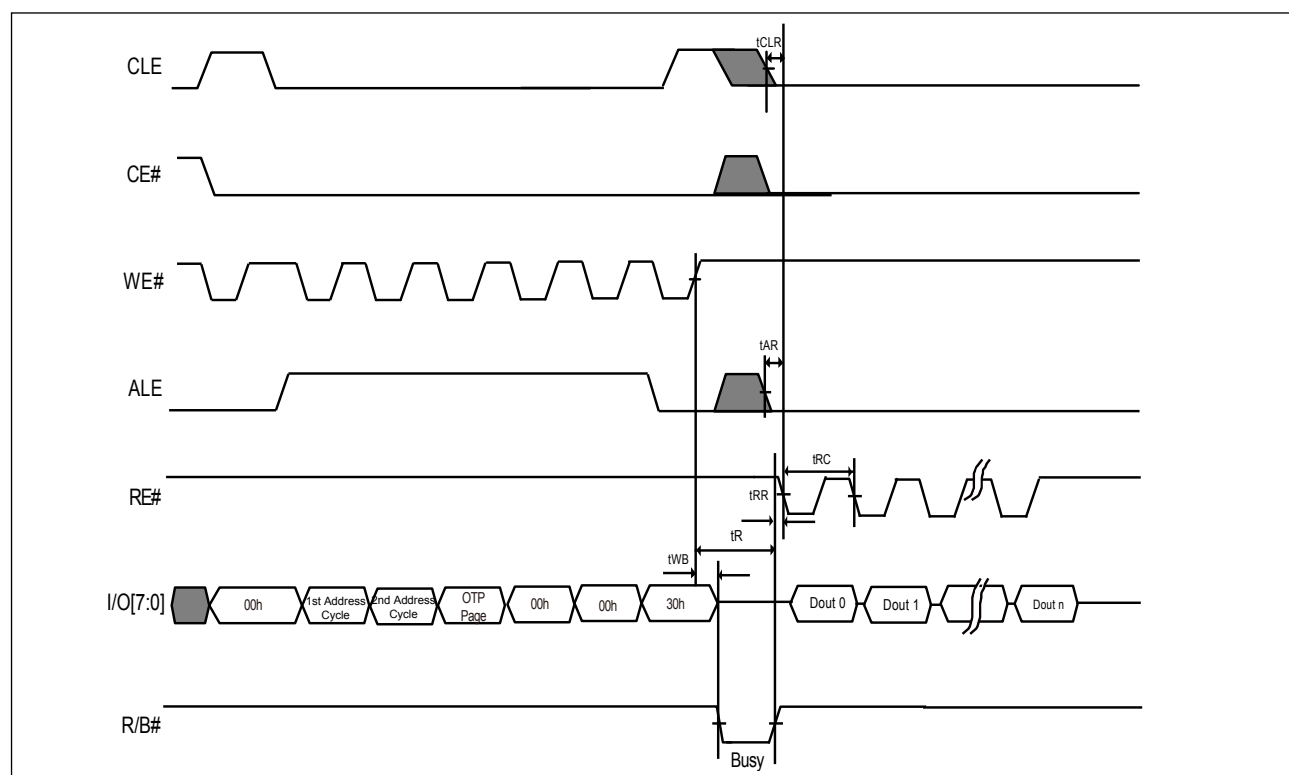 tCLR
CLE
CE#
WE#
tAR
ALE
tRC
RE#
tRR
tR
tWB
I/O[7:0]
00h
1st Address
Cycle
2nd Address
Cycle
OTP
Page
00h
00h
30h
Dout 0
Dout 1
Dout n
R/B#
Busy